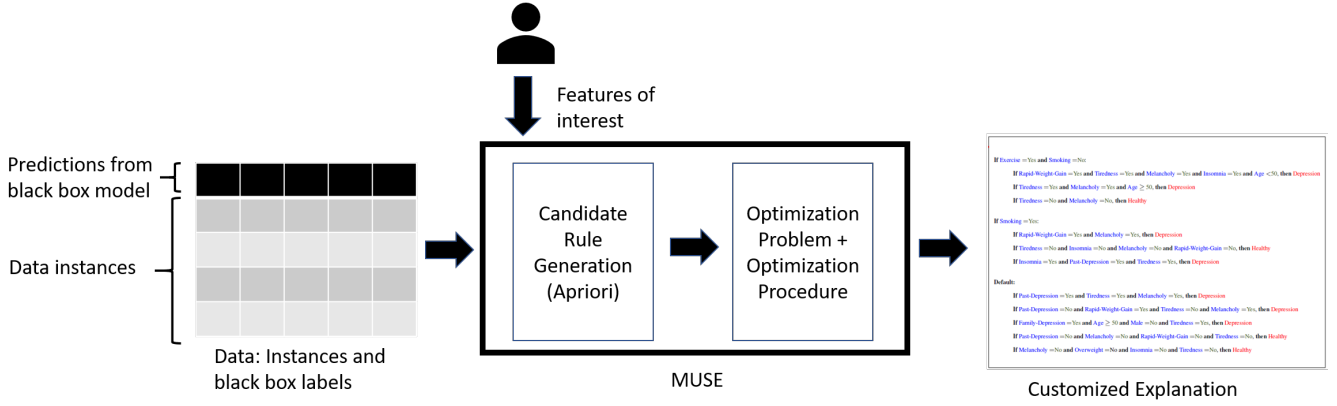 Features of
interest
Predictions from
black box model
Data instances
Data: Instances and
black box labels
Candidate
Rule
Generation
(Apriori)
Optimization
Problem +
Optimization
Procedure
MUSE
If Exercise =Yes and Smoking =No:
If Rapid-Weight-Gain =Yes and Tiredness =Yes and Melancholy =Yes and Insomnia =Yes and Age <50, then Depression
If Tiredness =Yes and Melancholy =Yes and Age ≥ 50, then Depression
If Tiredness =No and Melancholy =No, then Healthy
If Smoking =Yes:
If Rapid-Weight-Gain =Yes and Melancholy =Yes, then Depression
If Tiredness =No and Insomnia =No and Melancholy =No and Rapid-Weight-Gain =No, then Healthy
If Insomnia =Yes and Past-Depression =Yes and Tiredness =Yes, then Depression
Default:
If Past-Depression =Yes and Tiredness =Yes and Melancholy =Yes, then Depression
If Past-Depression =No and Rapid-Weight-Gain =Yes and Tiredness =No and Melancholy =Yes, then Depression
If Family-Depression =Yes and Age ≥ 50 and Male =No and Tiredness =Yes, then Depression
If Past-Depression =No and Melancholy =No and Rapid-Weight-Gain =No and Tiredness =No, then Healthy
If Melancholy =No and Overweight =No and Insomnia =No and Tiredness =No, then Healthy
Customized Explanation